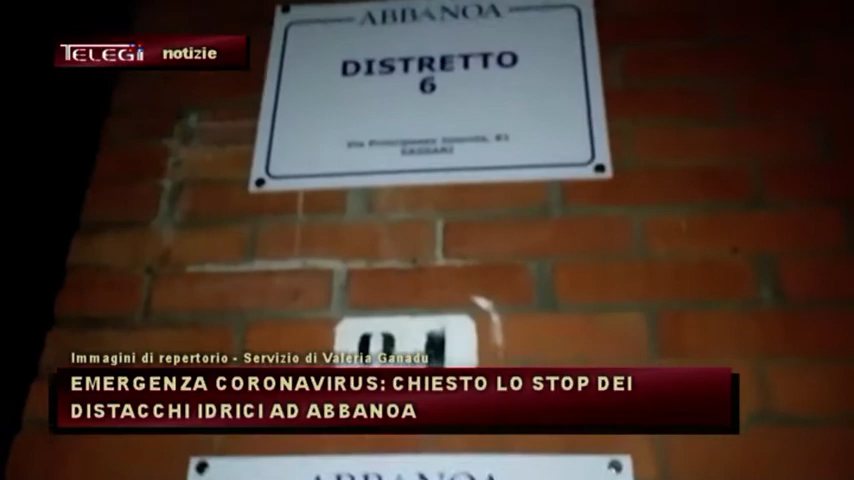 ABBANOA
DISTRETTO
6
SASSARI
TELEGI notizie
Immagini di repertorio - Servizio di Valeria Ganadu
EMERGENZA CORONAVIRUS: CHIESTO LO STOP DEI
DISTACCHI IDRICI AD ABBANOA
ABBANOA